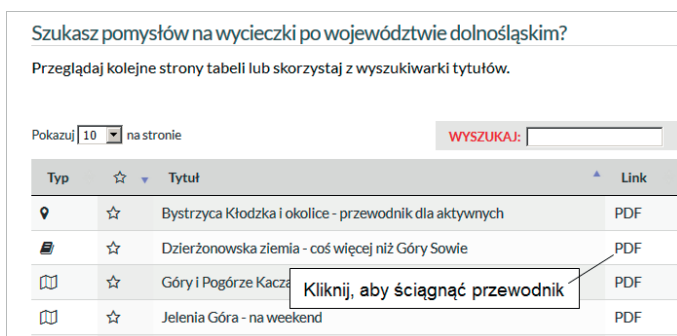 Szukasz pomysłów na wycieczki po województwie dolnośląskim?
Przeglądaj kolejne strony tabeli lub skorzystaj z wyszukiwarki tytułów.
Pokazuj 10 na stronie WYSZUKAJ:
Typ Tytuł Link
Bystrzyca Kłodzka i okolice - przewodnik dla aktywnych PDF
Dzierżonowska ziemia - coś więcej niż Góry Sowie PDF
Góry i Pogórze Kacza PDF
Kliknij, aby ściągnąć przewodnik
Jelenia Góra - na weekend PDF